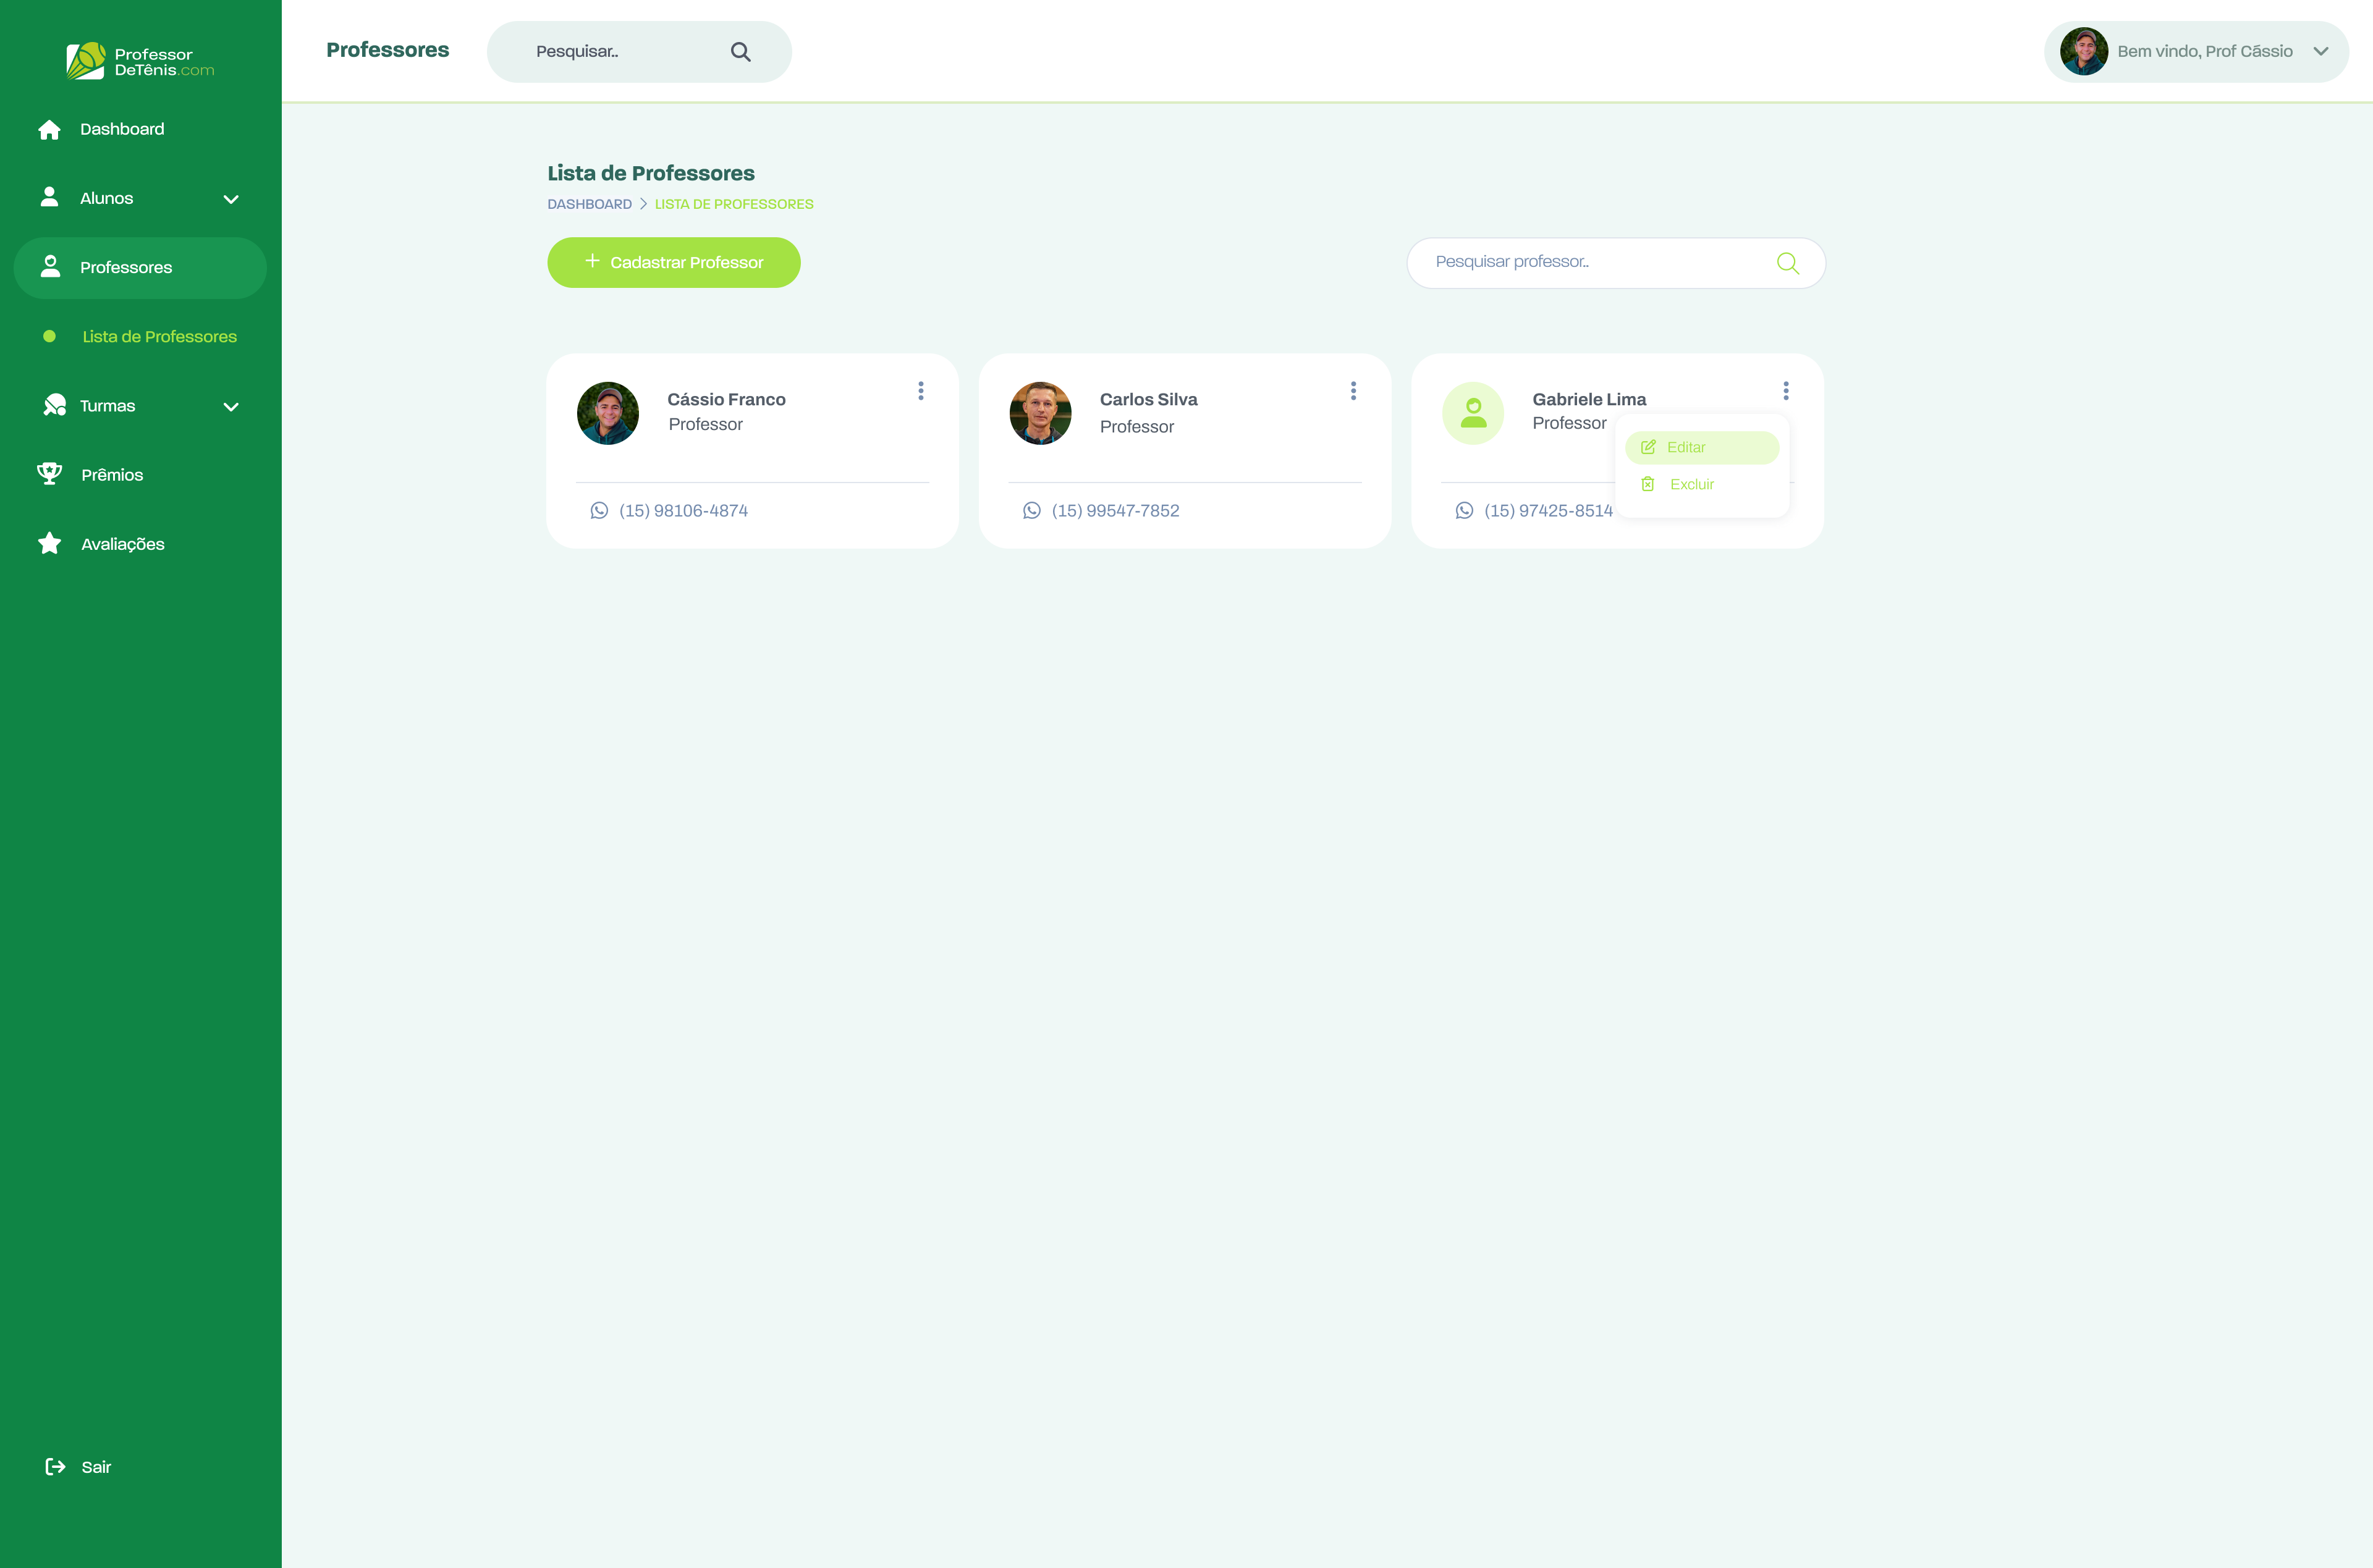 Professor
DeTênis.com
Dashboard
Alunos
Professores
Lista de Professores
Turmas
Prêmios
Avaliações
Sair
Professores
Pesquisar..
Bem vindo, Prof Cássio
Lista de Professores
DASHBOARD > LISTA DE PROFESSORES
+ Cadastrar Professor
Pesquisar professor..
Cássio Franco
Professor
(15) 98106-4874
Carlos Silva
Professor
(15) 99547-7852
Gabriele Lima
Professor
Editar
Excluir
(15) 97425-8514